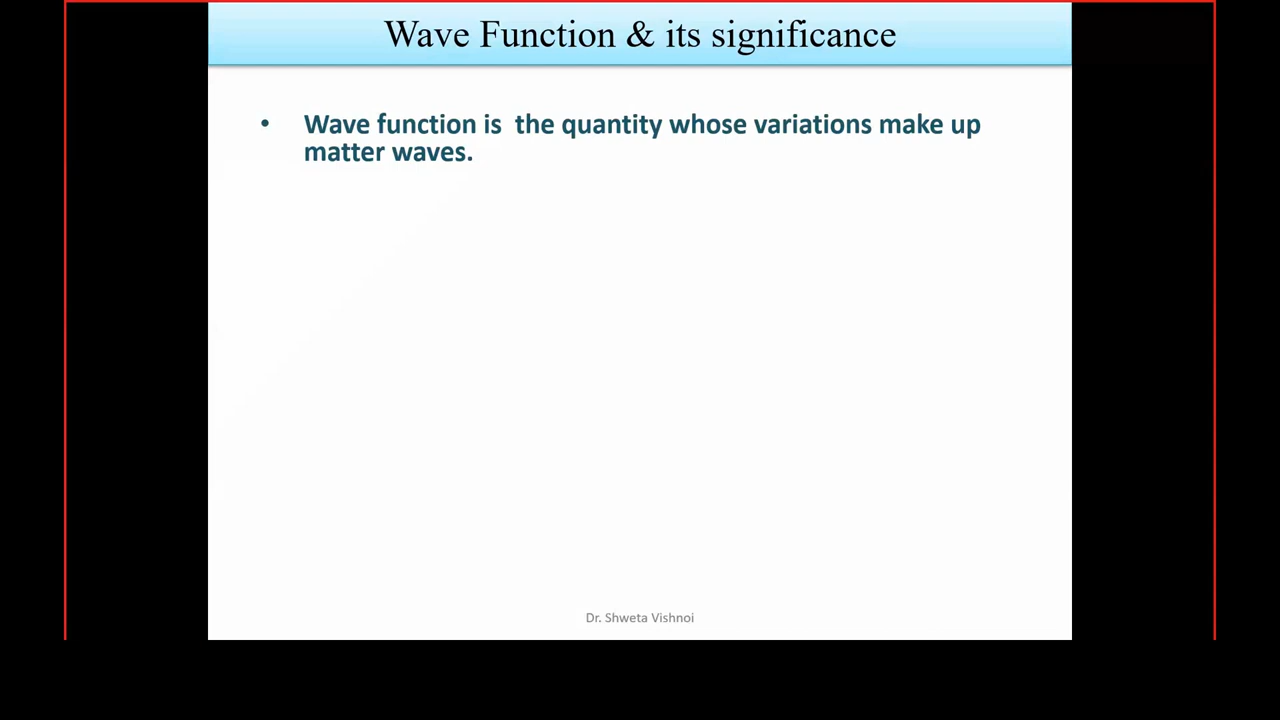 Wave Function & its significance
• Wave function is the quantity whose variations make up
matter waves.
Dr. Shweta Vishnoi